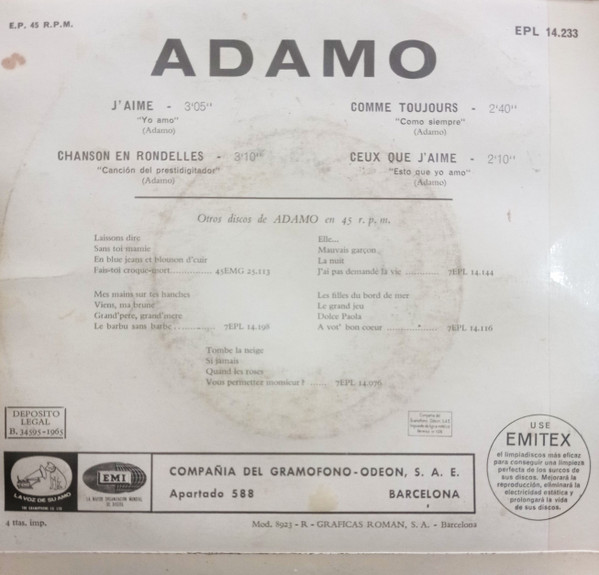 E.P. 45 R.P.M.
EPL 14.233
ADAMO
J'AIME - 3'05"
"Yo amo"
(Adamo)
COMME TOUJOURS - 2'40"
"Como siempre"
(Adamo)
CHANSON EN RONDELLES - 3'10"
"Canción del prestidigitador"
(Adamo)
CEUX QUE J'AIME - 2'10"
"Esto que yo amo"
(Adamo)
Otros discos de ADAMO en 45 r. p. m.
Laissons dire
Sans toi mamie
En blue jeans et blouson d'cuir
Fais-toi croque-mort 45EMG 25.113
Elle...
Mauvais garçon
La nuit
J'ai pas demandé la vie 7EPL 14.144
Mes mains sur tes hanches
Viens, ma brune
Grand'père, grand'mère
Le barbu sans barbe 7EPL 14.198
Les filles du bord de mer
Le grand jeu
Dolce Paola
A vot' bon coeur 7EPL 14.116
Tombe la neige
Si jamais
Quand les roses
Vous permettez monsieur? 7EPL 14.076
DEPOSITO
LEGAL
B. 34595-1965
USE
EMITEX
el limpiadiscos más eficaz
para conseguir una limpieza
perfecta de los surcos de
sus discos. Mejorará la
reproducción, eliminará la
electricidad estática y
prolongará la vida
de sus discos.
LA VOZ DE SU AMO
EMI
COMPAÑIA DEL GRAMOFONO-ODEON, S. A. E.
Apartado 588 BARCELONA
4 ttas. imp.
Mod. 8923 - R - GRAFICAS ROMAN, S. A. - Barcelona